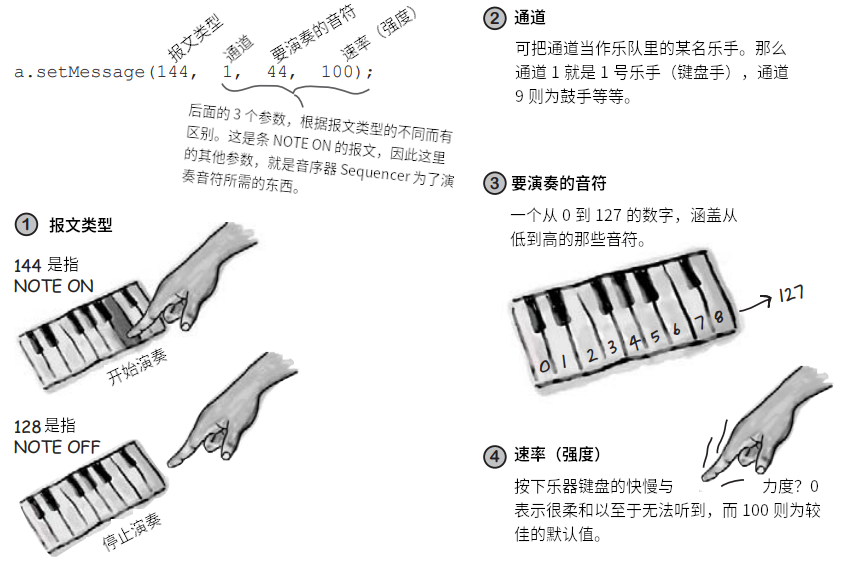 报文类型
通道
要演奏的音符
速率（强度）
a.setMessage(144, 1, 44, 100);
后面的 3 个参数，根据报文类型的不同而有
区别。这是条 NOTE ON 的报文，因此这里
的其他参数，就是音序器 Sequencer 为了演
奏音符所需的东西。
1 报文类型
144 是指
NOTE ON
开始演奏
128 是指
NOTE OFF
停止演奏
2 通道
可把通道当作乐队里的某名乐手。那么
通道 1 就是 1 号乐手（键盘手）, 通道
9 则为鼓手等等。
3 要演奏的音符
一个从 0 到 127 的数字，涵盖从
低到高的那些音符。
0 1 2 3 4 5 6 7 8
127
4 速率（强度）
按下乐器键盘的快慢与 力度？0
表示很柔和以至于无法听到，而 100 则为较
佳的默认值。